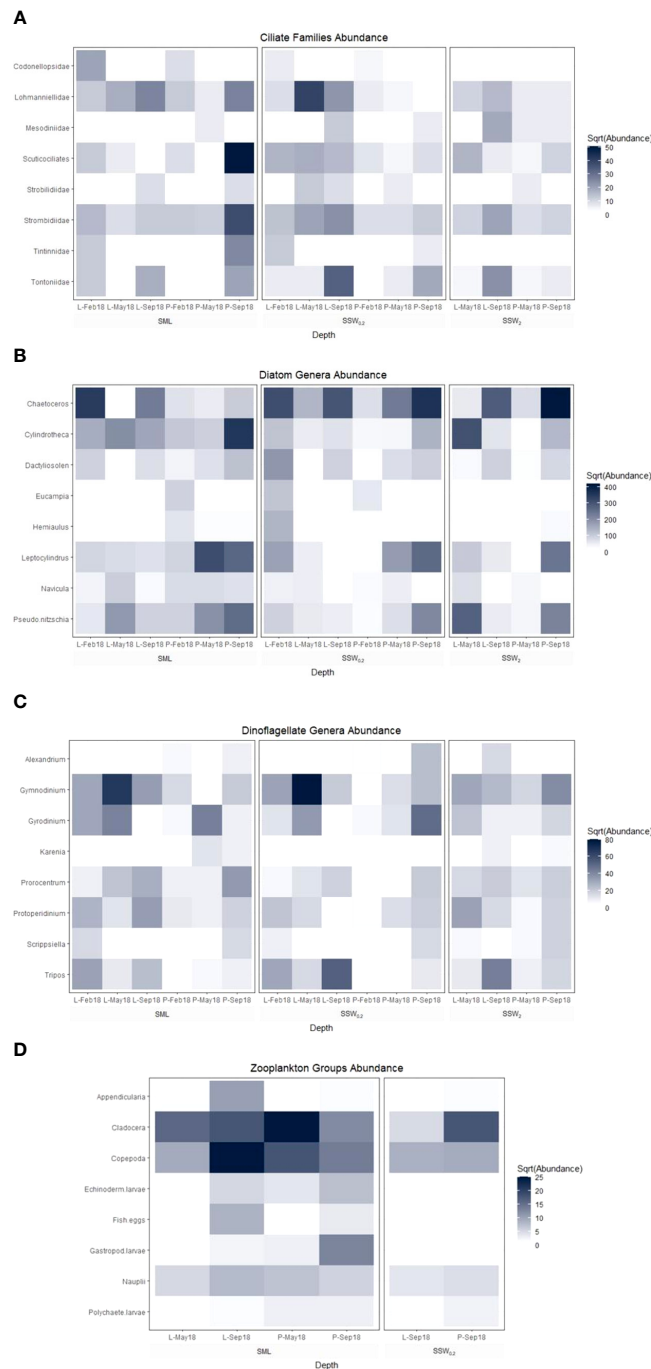 A
Ciliate Families Abundance
Codonellopsidae
Lohmanniellidae
Mesodiniidae
Scuticociliates
Strobilidiidae
Strombidiidae
Tintinnidae
Tontoniidae
L-Feb18 L-May18 L-Sep18 P-Feb18 P-May18 P-Sep18 L-Feb18 L-May18 L-Sep18 P-Feb18 P-May18 P-Sep18 L-May18 L-Sep18 P-May18 P-Sep18
SML SSW0.2 SSW2
Depth
Sqrt(Abundance)
50
40
30
20
10
0
B
Diatom Genera Abundance
Chaetoceros
Cylindrotheca
Dactyliosolen
Eucampia
Hemiaulus
Leptocylindrus
Navicula
Pseudo.nitzschia
L-Feb18 L-May18 L-Sep18 P-Feb18 P-May18 P-Sep18 L-Feb18 L-May18 L-Sep18 P-Feb18 P-May18 P-Sep18 L-May18 L-Sep18 P-May18 P-Sep18
SML SSW0.2 SSW2
Depth
Sqrt(Abundance)
400
300
200
100
0
C
Dinoflagellate Genera Abundance
Alexandrium
Gymnodinium
Gyrodinium
Karenia
Prorocentrum
Protoperidinium
Scrippsiella
Tripos
L-Feb18 L-May18 L-Sep18 P-Feb18 P-May18 P-Sep18 L-Feb18 L-May18 L-Sep18 P-Feb18 P-May18 P-Sep18 L-May18 L-Sep18 P-May18 P-Sep18
SML SSW0.2 SSW2
Depth
Sqrt(Abundance)
80
60
40
20
0
D
Zooplankton Groups Abundance
Appendicularia
Cladocera
Copepoda
Echinoderm.larvae
Fish.eggs
Gastropod.larvae
Nauplii
Polychaete.larvae
L-May18 L-Sep18 P-May18 P-Sep18 L-Sep18 P-Sep18
SML SSW0.2
Depth
Sqrt(Abundance)
25
20
15
10
5
0